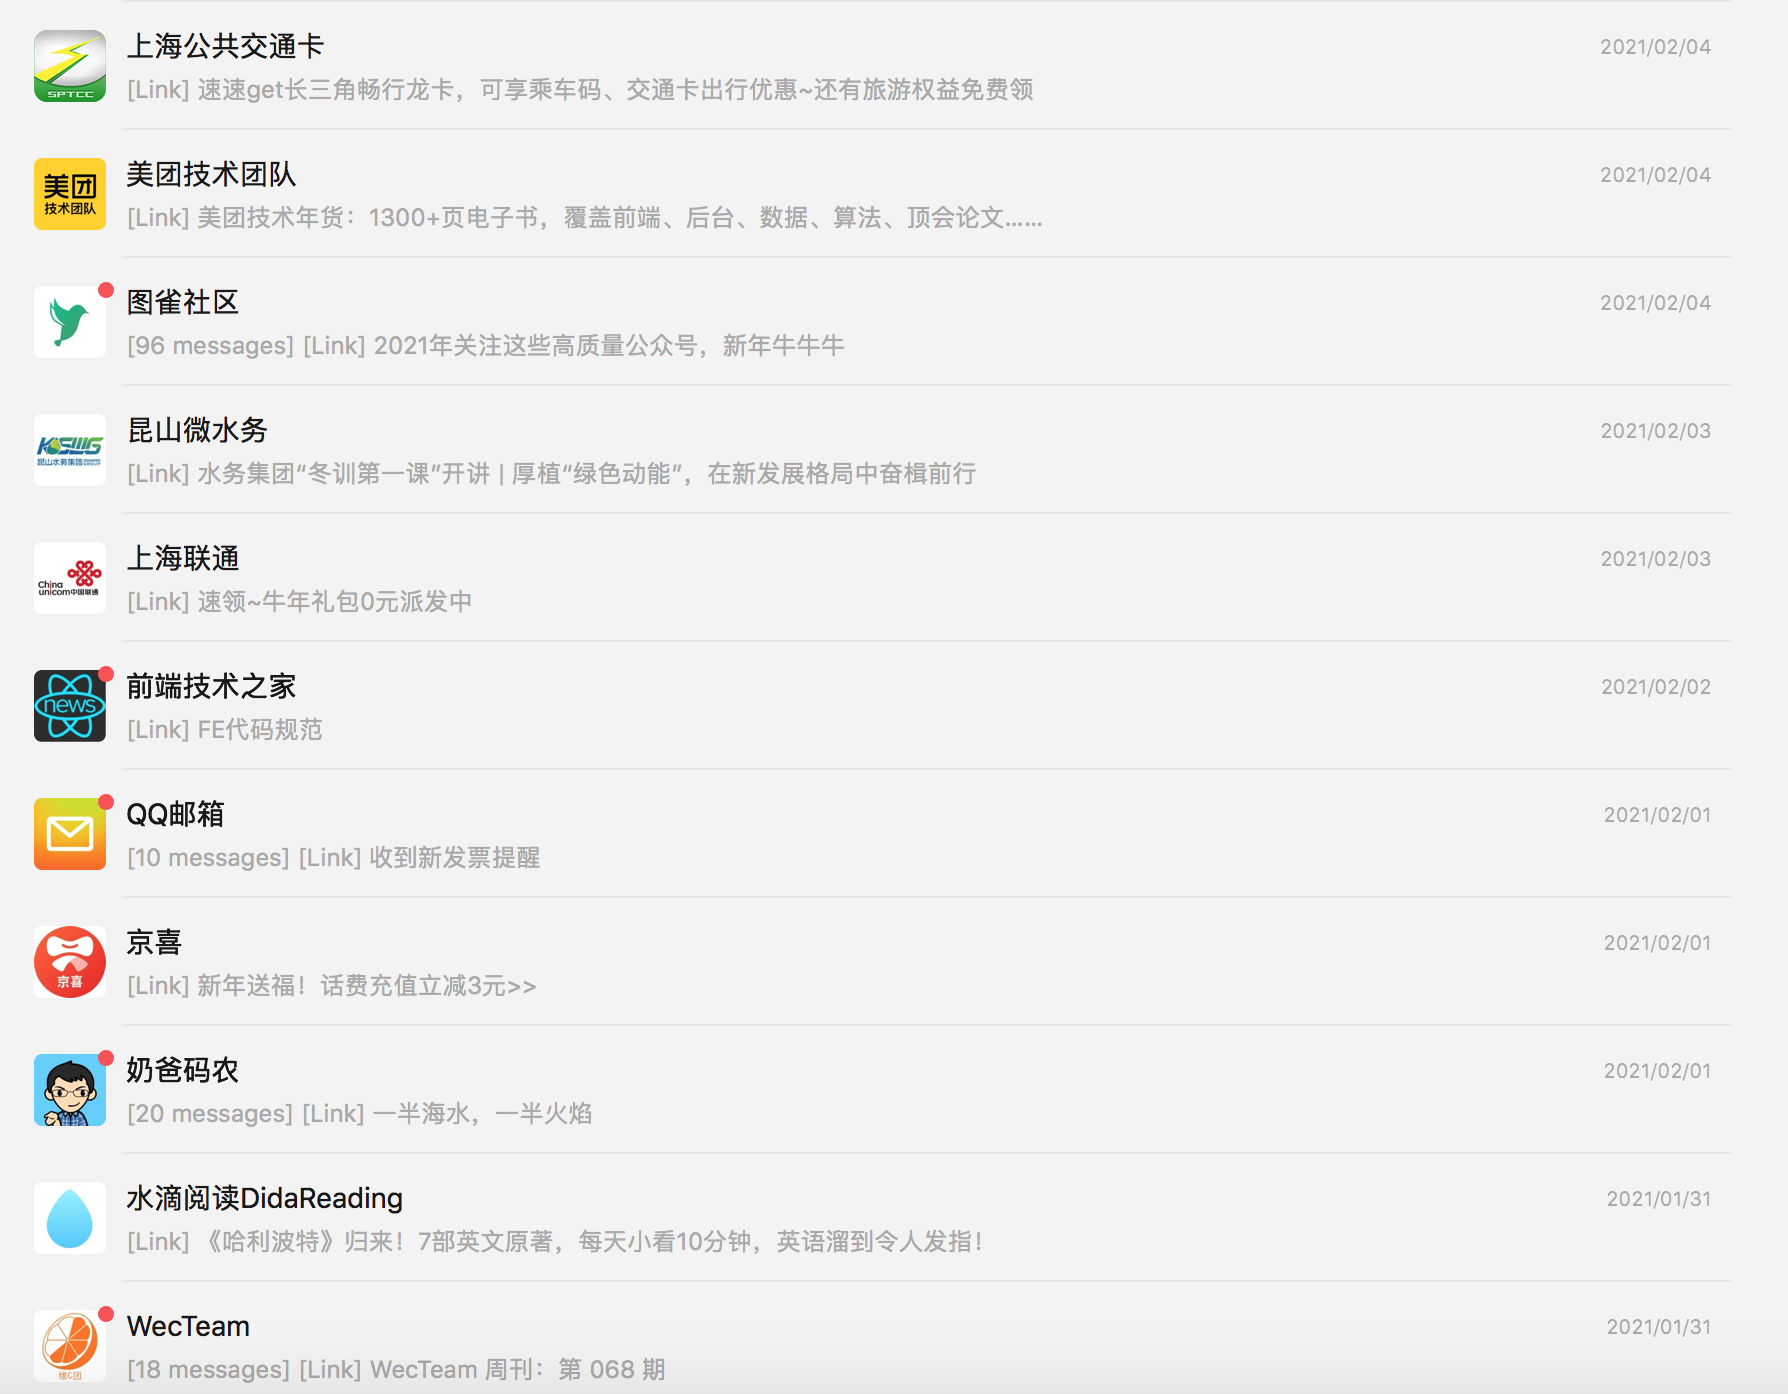 上海公共交通卡
2021/02/04
SPTCC
[Link] 速速get长三角畅行龙卡，可享乘车码、交通卡出行优惠~还有旅游权益免费领
美团技术团队
2021/02/04
美团
技术团队
[Link] 美团技术年货：1300+页电子书，覆盖前端、后台、数据、算法、顶会论文......
图雀社区
2021/02/04
[96 messages] [Link] 2021年关注这些高质量公众号，新年牛牛牛
昆山微水务
2021/02/03
KSWG
昆山水务集团
[Link] 水务集团“冬训第一课”开讲 | 厚植“绿色动能”，在新发展格局中奋楫前行
上海联通
2021/02/03
China
unicom中国联通
[Link] 速领~牛年礼包0元派发中
前端技术之家
2021/02/02
news
[Link] FE代码规范
QQ邮箱
2021/02/01
[10 messages] [Link] 收到新发票提醒
京喜
2021/02/01
京喜
[Link] 新年送福！话费充值立减3元>>
奶爸码农
2021/02/01
[20 messages] [Link] 一半海水，一半火焰
水滴阅读DidaReading
2021/01/31
[Link] 《哈利波特》归来！7部英文原著，每天小看10分钟，英语溜到令人发指！
WecTeam
2021/01/31
维C团
[18 messages] [Link] WecTeam 周刊：第 068 期